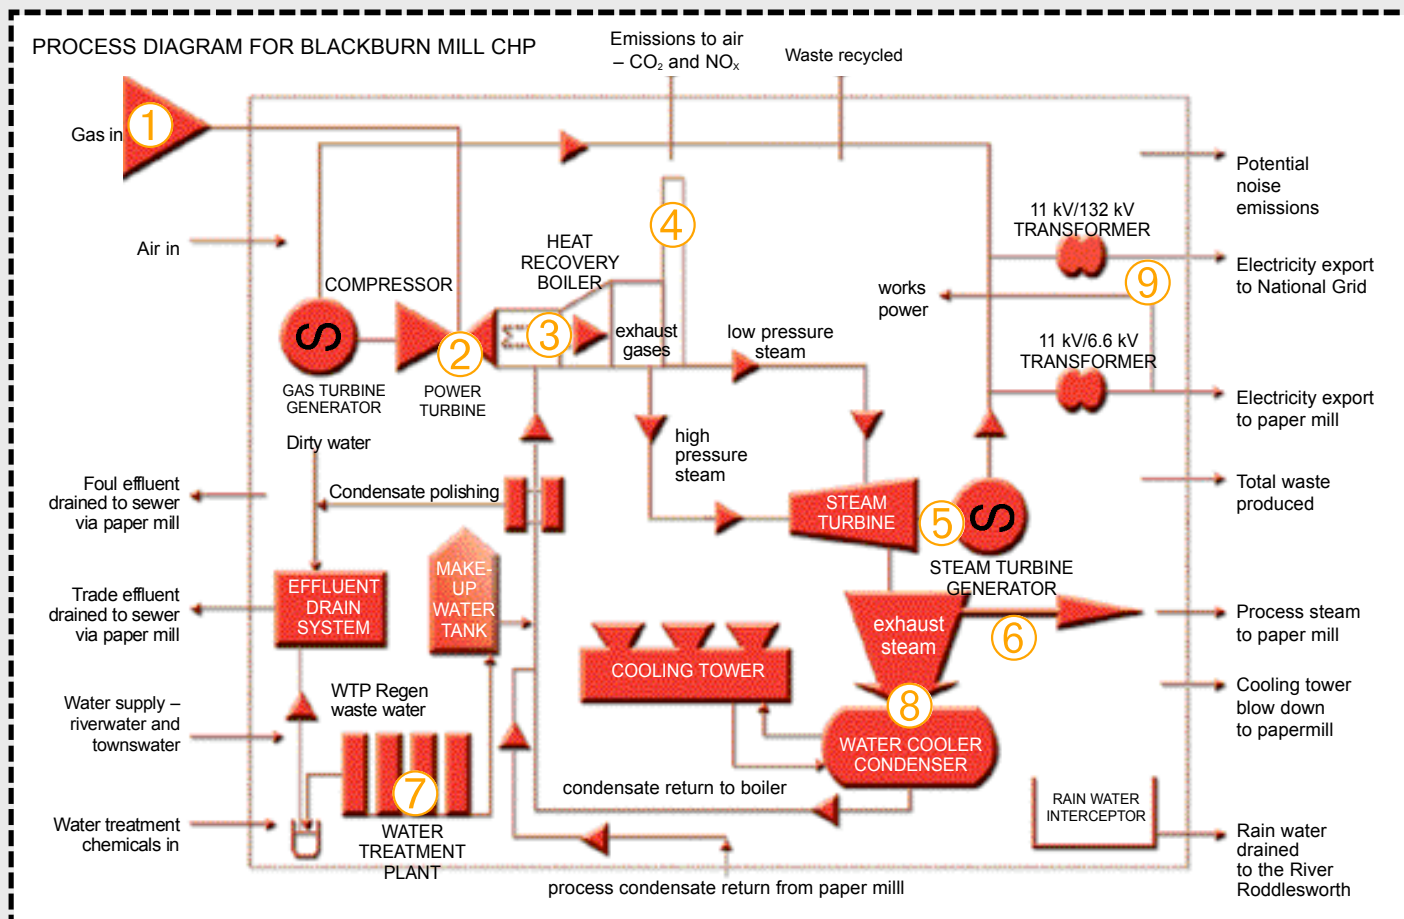 PROCESS DIAGRAM FOR BLACKBURN MILL CHP
Emissions to air
– CO₂ and NOₓ
Waste recycled
1
Gas in
Air in
COMPRESSOR
HEAT
RECOVERY
BOILER
4
3
2
exhaust
gases
S
GAS TURBINE
GENERATOR
POWER
TURBINE
low pressure
steam
high
pressure
steam
works
power
11 kV/132 kV
TRANSFORMER
9
11 kV/6.6 kV
TRANSFORMER
Potential
noise
emissions
Electricity export
to National Grid
Electricity export
to paper mill
Total waste
produced
Process steam
to paper mill
Cooling tower
blow down
to papermill
Rain water
drained
to the River
Roddlesworth
Dirty water
Condensate polishing
Foul effluent
drained to sewer
via paper mill
Trade effluent
drained to sewer
via paper mill
Water supply –
riverwater and
townswater
Water treatment
chemicals in
EFFLUENT
DRAIN
SYSTEM
MAKE-
UP
WATER
TANK
WTP Regen
waste water
7
WATER
TREATMENT
PLANT
STEAM
TURBINE
5
S
STEAM TURBINE
GENERATOR
exhaust
steam
6
COOLING TOWER
8
WATER COOLER
CONDENSER
condensate return to boiler
process condensate return from paper milll
RAIN WATER
INTERCEPTOR